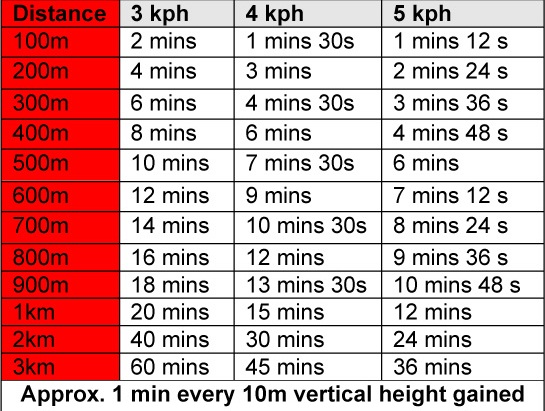 Distance 3 kph 4 kph 5 kph
100m 2 mins 1 mins 30s 1 mins 12 s
200m 4 mins 3 mins 2 mins 24 s
300m 6 mins 4 mins 30s 3 mins 36 s
400m 8 mins 6 mins 4 mins 48 s
500m 10 mins 7 mins 30s 6 mins
600m 12 mins 9 mins 7 mins 12 s
700m 14 mins 10 mins 30s 8 mins 24 s
800m 16 mins 12 mins 9 mins 36 s
900m 18 mins 13 mins 30s 10 mins 48 s
1km 20 mins 15 mins 12 mins
2km 40 mins 30 mins 24 mins
3km 60 mins 45 mins 36 mins
Approx. 1 min every 10m vertical height gained